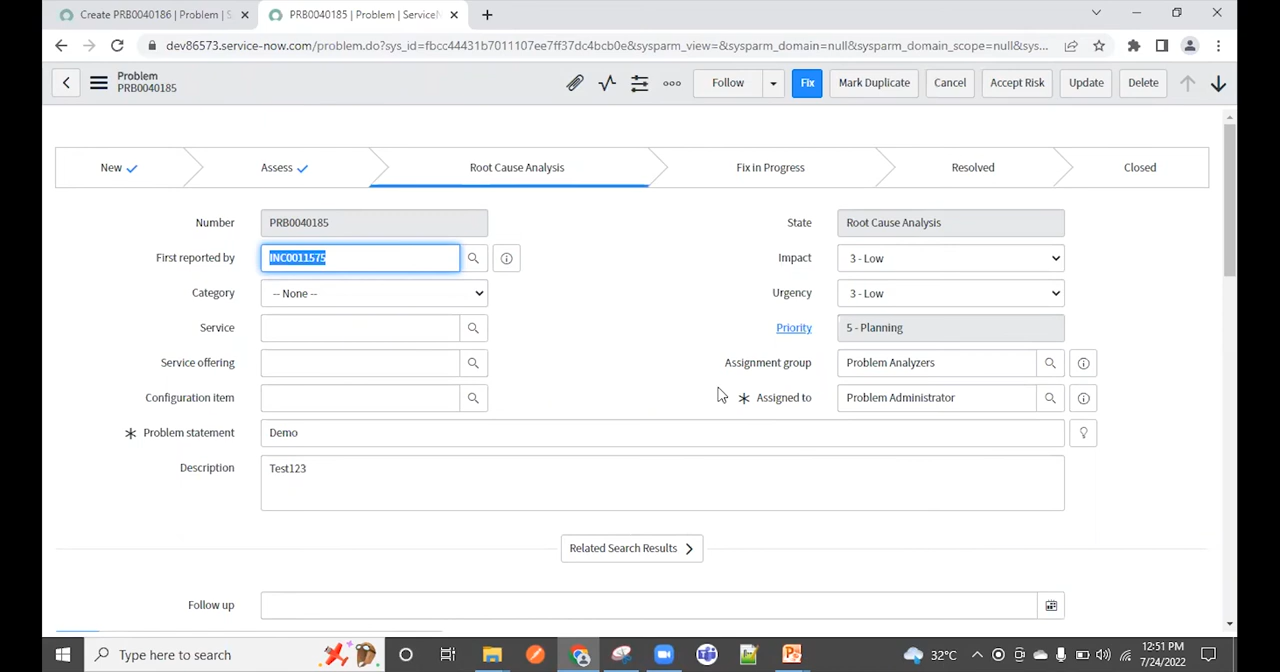 Create PRB0040186 | Problem | S
PRB0040185 | Problem | ServiceN
dev86573.service-now.com/problem.do?sys_id=fbcc44431b7011107ee7ff37dc4bcb0e&sysparm_view=&sysparm_domain=null&sysparm_domain_scope=null&sys...
Problem
PRB0040185
Follow
Fix
Mark Duplicate
Cancel
Accept Risk
Update
Delete
New
Assess
Root Cause Analysis
Fix in Progress
Resolved
Closed
Number PRB0040185
State Root Cause Analysis
First reported by INC0011575
Impact 3 - Low
Category -- None --
Urgency 3 - Low
Service
Priority 5 - Planning
Service offering
Assignment group Problem Analyzers
Configuration item
Assigned to Problem Administrator
Problem statement Demo
Description Test123
Related Search Results
Follow up
Type here to search
32°C
12:51 PM
7/24/2022